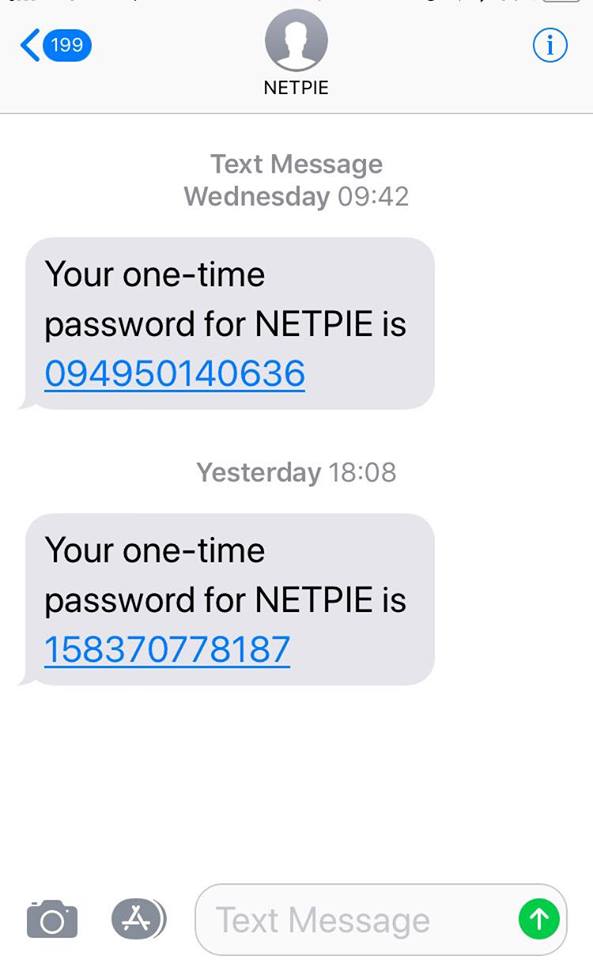 199
NETPIE
Text Message
Wednesday 09:42
Your one-time
password for NETPIE is
094950140636
Yesterday 18:08
Your one-time
password for NETPIE is
158370778187
Text Message